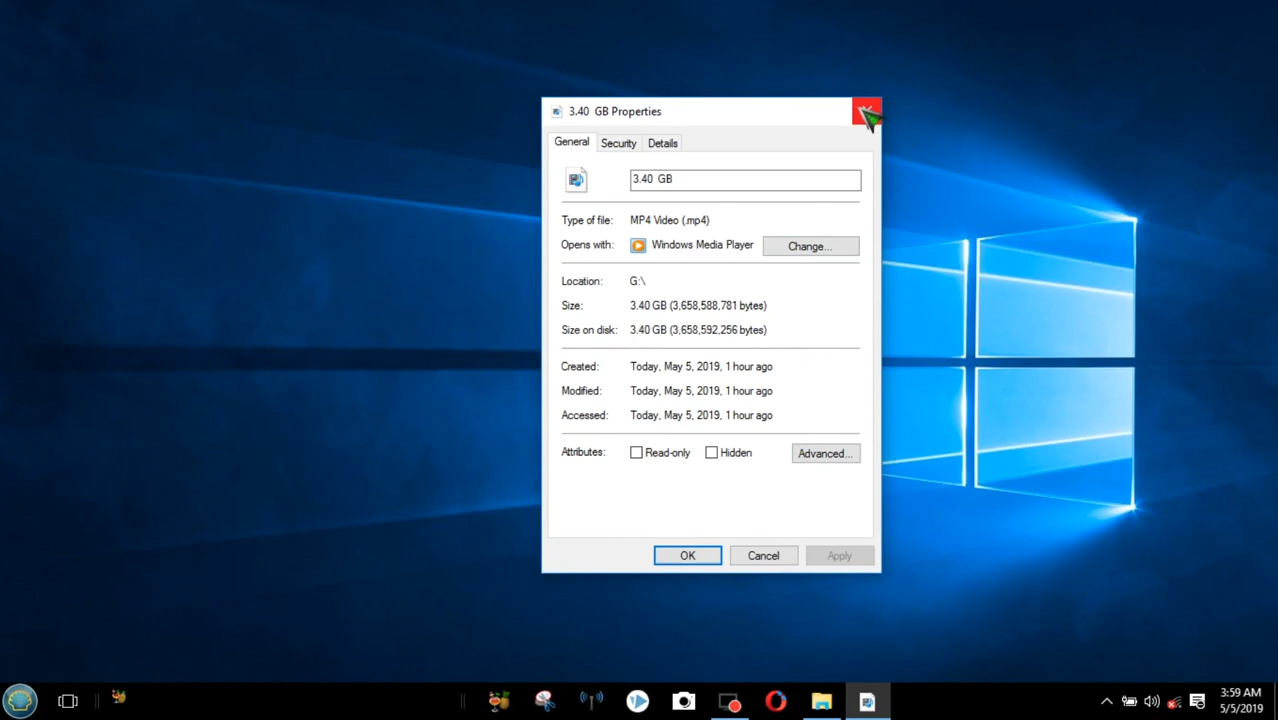 3.40  GB Properties
General Security Details
3.40  GB
Type of file: MP4 Video (.mp4)
Opens with: Windows Media Player Change...
Location: G:\
Size: 3.40 GB (3,658,588,781 bytes)
Size on disk: 3.40 GB (3,658,592,256 bytes)
Created: Today, May 5, 2019, 1 hour ago
Modified: Today, May 5, 2019, 1 hour ago
Accessed: Today, May 5, 2019, 1 hour ago
Attributes: Read-only Hidden Advanced...
OK Cancel Apply
3:59 AM
5/5/2019